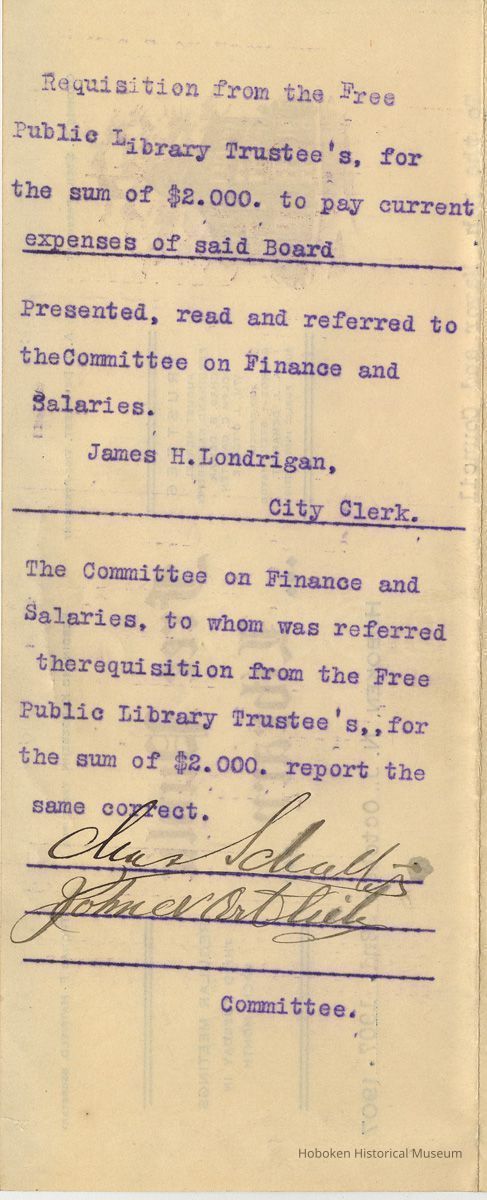 Requisition from the Free
Public Library Trustee's, for
the sum of $2.000. to pay current
expenses of said Board
Presented, read and referred to
theCommittee on Finance and
Salaries.
James H.Londrigan,
City Clerk.
The Committee on Finance and
Salaries, to whom was referred
therequisition from the Free
Public Library Trustee's,,for
the sum of $2.000. report the
same correct.
Chas Schultz
John
Committee.
Hoboken Historical Museum